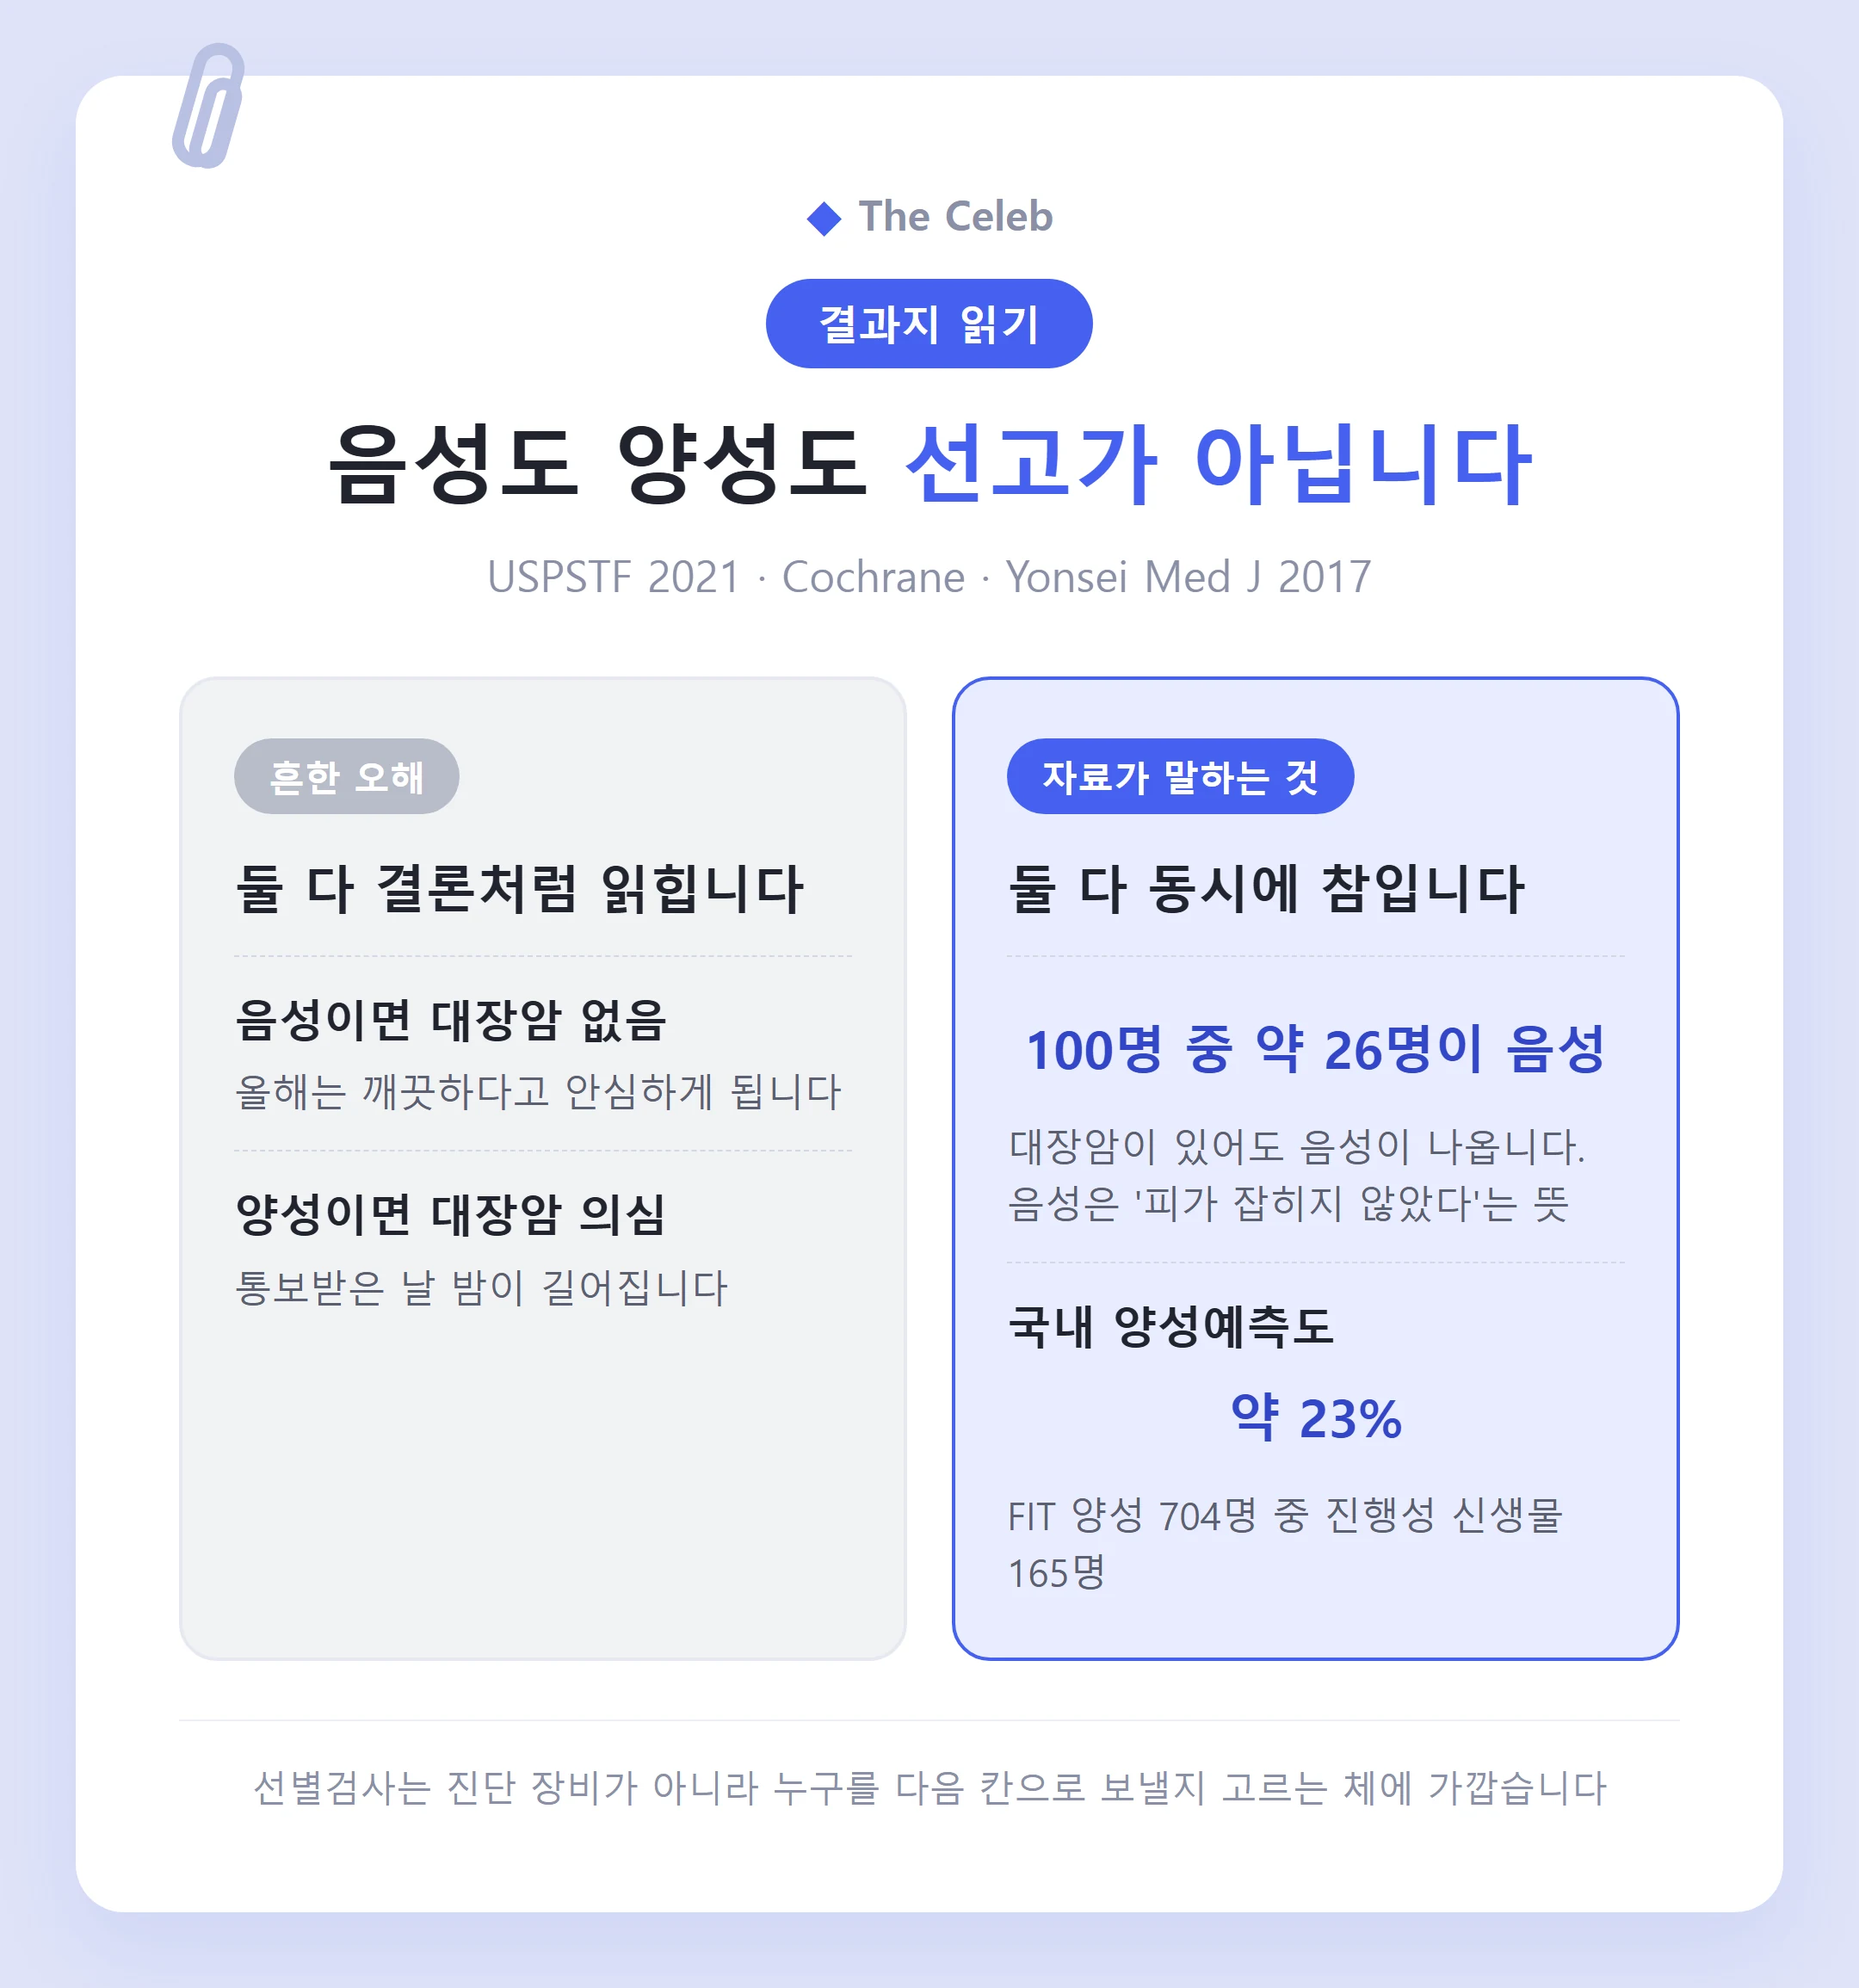 The Celeb
결과지 읽기
음성도 양성도 선고가 아닙니다
USPSTF 2021 · Cochrane · Yonsei Med J 2017
흔한 오해
둘 다 결론처럼 읽힙니다
음성이면 대장암 없음
올해는 깨끗하다고 안심하게 됩니다
양성이면 대장암 의심
통보받은 날 밤이 길어집니다
자료가 말하는 것
둘 다 동시에 참입니다
100명 중 약 26명이 음성
대장암이 있어도 음성이 나옵니다.
음성은 '피가 잡히지 않았다'는 뜻
국내 양성예측도
약 23%
FIT 양성 704명 중 진행성 신생물
165명
선별검사는 진단 장비가 아니라 누구를 다음 칸으로 보낼지 고르는 체에 가깝습니다